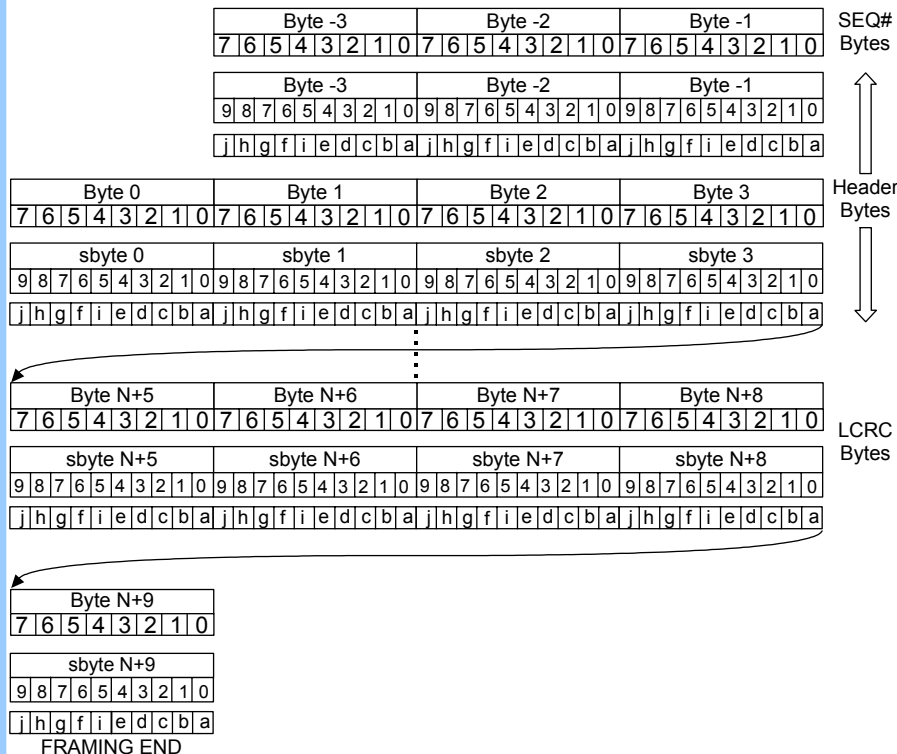 Byte -3 Byte -2 Byte -1 SEQ#
7 6 5 4 3 2 1 0 7 6 5 4 3 2 1 0 7 6 5 4 3 2 1 0 Bytes
Byte -3 Byte -2 Byte -1
9 8 7 6 5 4 3 2 1 0 9 8 7 6 5 4 3 2 1 0 9 8 7 6 5 4 3 2 1 0
j h g f i e d c b a j h g f i e d c b a j h g f i e d c b a
Byte 0 Byte 1 Byte 2 Byte 3 Header
7 6 5 4 3 2 1 0 7 6 5 4 3 2 1 0 7 6 5 4 3 2 1 0 7 6 5 4 3 2 1 0 Bytes
sbyte 0 sbyte 1 sbyte 2 sbyte 3
9 8 7 6 5 4 3 2 1 0 9 8 7 6 5 4 3 2 1 0 9 8 7 6 5 4 3 2 1 0 9 8 7 6 5 4 3 2 1 0
j h g f i e d c b a j h g f i e d c b a j h g f i e d c b a j h g f i e d c b a
Byte N+5 Byte N+6 Byte N+7 Byte N+8
7 6 5 4 3 2 1 0 7 6 5 4 3 2 1 0 7 6 5 4 3 2 1 0 7 6 5 4 3 2 1 0 LCRC
sbyte N+5 sbyte N+6 sbyte N+7 sbyte N+8 Bytes
9 8 7 6 5 4 3 2 1 0 9 8 7 6 5 4 3 2 1 0 9 8 7 6 5 4 3 2 1 0 9 8 7 6 5 4 3 2 1 0
j h g f i e d c b a j h g f i e d c b a j h g f i e d c b a j h g f i e d c b a
Byte N+9
7 6 5 4 3 2 1 0
sbyte N+9
9 8 7 6 5 4 3 2 1 0
j h g f i e d c b a
FRAMING END